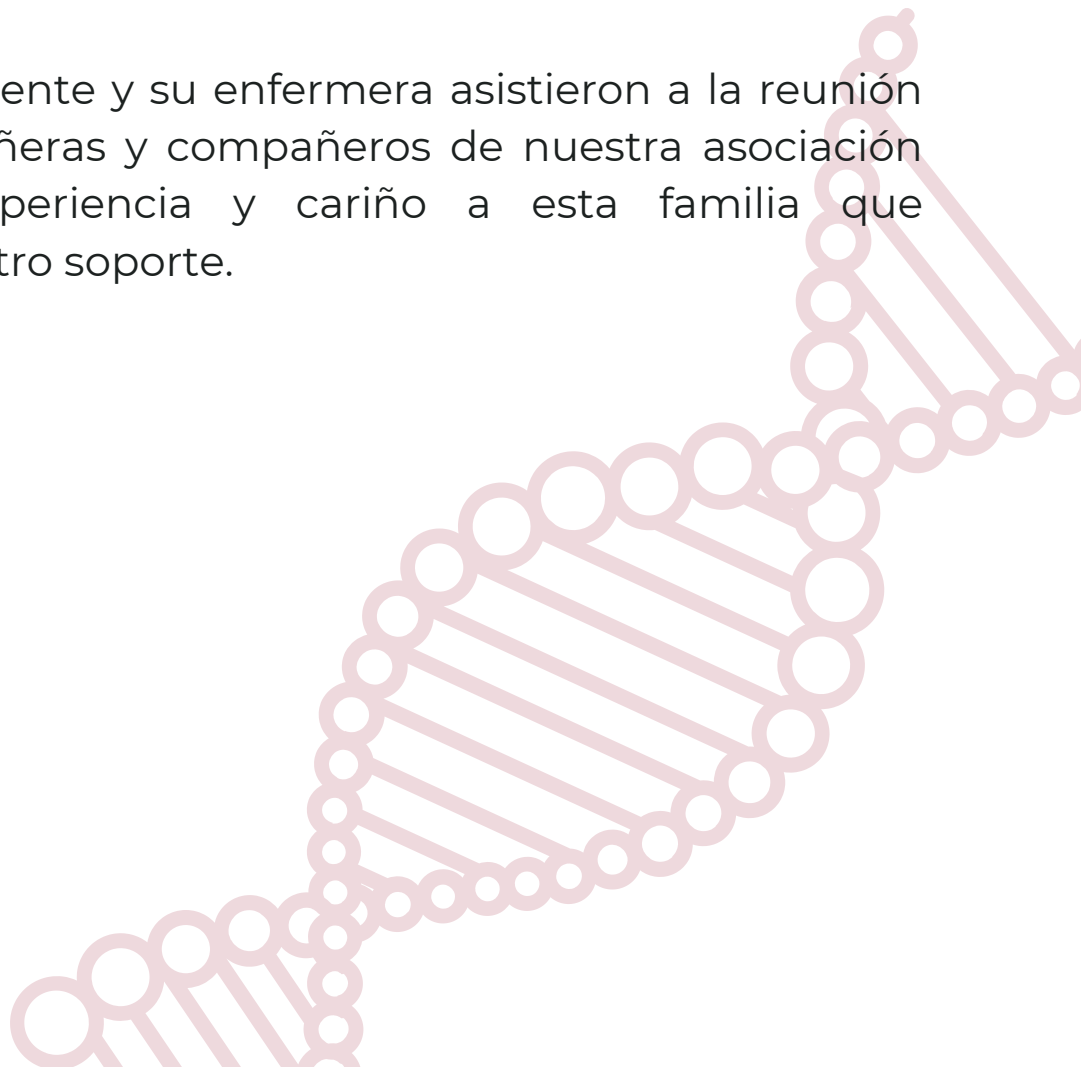 ente y su enfermera asistieron a la reunión
ñeras y compañeros de nuestra asociación
periencia y cariño a esta familia que
tro soporte.